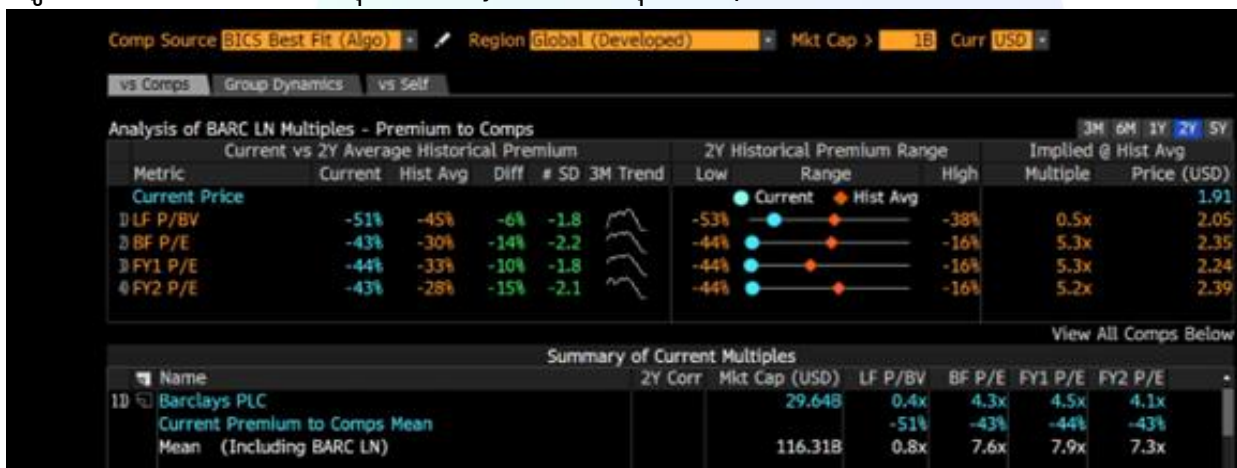 Comp Source BICS Best Fit (Algo) Region Global (Developed) Mkt Cap > 1B Curr USD
vs Comps Group Dynamics vs Self
Analysis of BARC LN Multiples - Premium to Comps 3M 6M 1Y 2Y 5Y
Current vs 2Y Average Historical Premium 2Y Historical Premium Range Implied @ Hist Avg
Metric Current Hist Avg Diff # SD 3M Trend Low Range High Multiple Price (USD)
Current Price Current Hist Avg 1.91
1) LF P/BV -51% -45% -6% -1.8 -53% -38% 0.5x 2.05
2) BF P/E -43% -30% -14% -2.2 -44% -16% 5.3x 2.35
3) FY1 P/E -44% -33% -10% -1.8 -44% -16% 5.3x 2.24
4) FY2 P/E -43% -28% -15% -2.1 -44% -16% 5.2x 2.39
View All Comps Below
Summary of Current Multiples
Name 2Y Corr Mkt Cap (USD) LF P/BV BF P/E FY1 P/E FY2 P/E
Barclays PLC 29.64B 0.4x 4.3x 4.5x 4.1x
Current Premium to Comps Mean -51% -43% -44% -43%
Mean (Including BARC LN) 116.31B 0.8x 7.6x 7.9x 7.3x